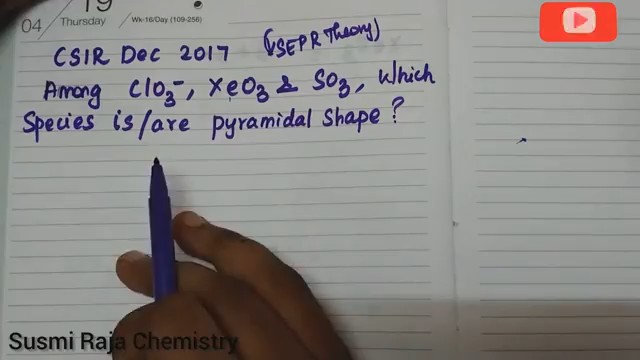 19
04 Thursday Wk-16/Day (109-256)
CSIR Dec 2017 (VSEPR Theory)
Among ClO3-, XeO3 & SO3, Which
Species is/are pyramidal Shape?
Susmi Raja Chemistry